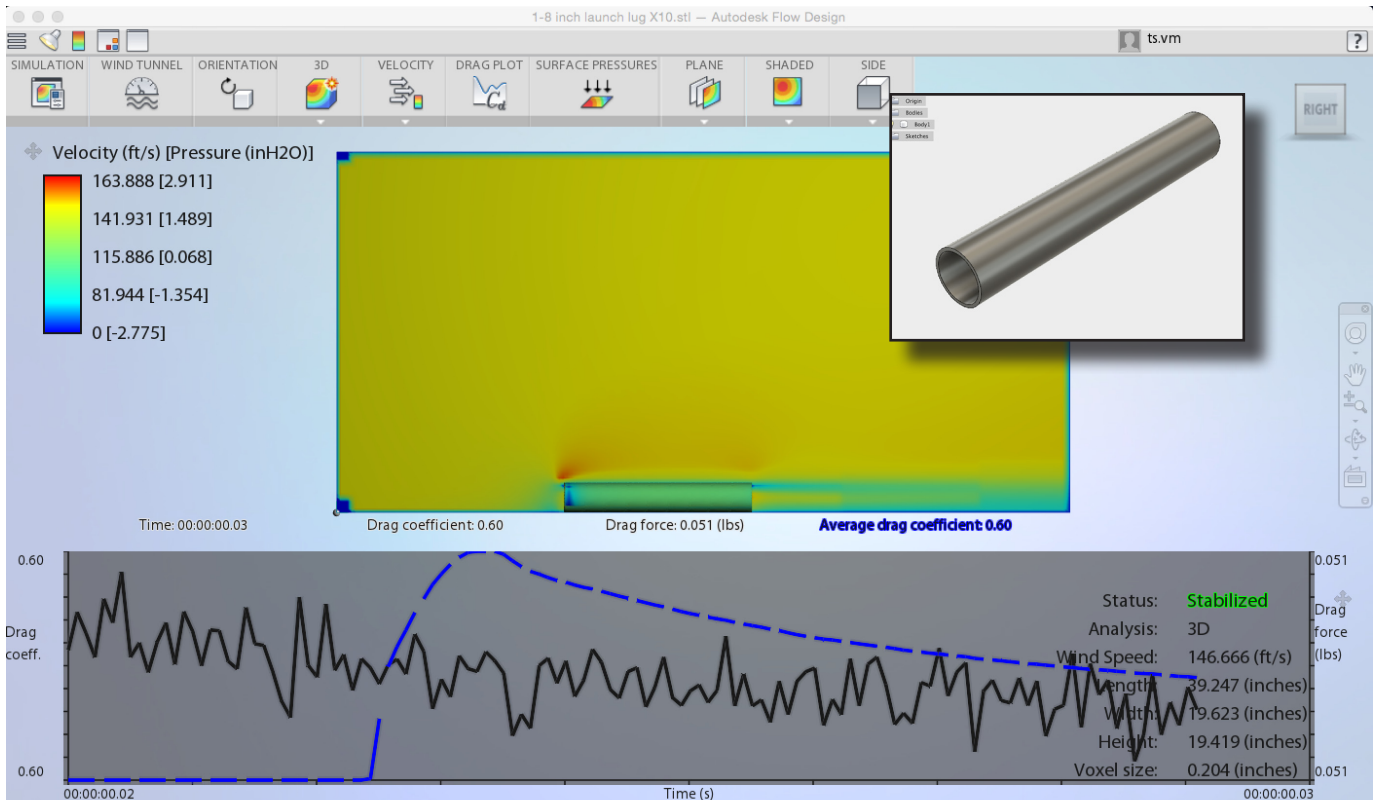 1-8 inch launch lug X10.stl — Autodesk Flow Design
ts.vm
?
SIMULATION WIND TUNNEL ORIENTATION 3D VELOCITY DRAG PLOT SURFACE PRESSURES PLANE SHADED SIDE
Cd
Origin
Bodies
Body1
Sketches
RIGHT
Velocity (ft/s) [Pressure (inH2O)]
163.888 [2.911]
141.931 [1.489]
115.886 [0.068]
81.944 [-1.354]
0 [-2.775]
Time: 00:00:00.03 Drag coefficient: 0.60 Drag force: 0.051 (lbs) Average drag coefficient: 0.60
0.60
Drag
coeff.
0.60
0.051
Drag
force
(lbs)
0.051
Status: Stabilized
Analysis: 3D
Wind Speed: 146.666 (ft/s)
Length: 39.247 (inches)
Width: 19.623 (inches)
Height: 19.419 (inches)
Voxel size: 0.204 (inches)
00:00:00.02 Time (s) 00:00:00.03